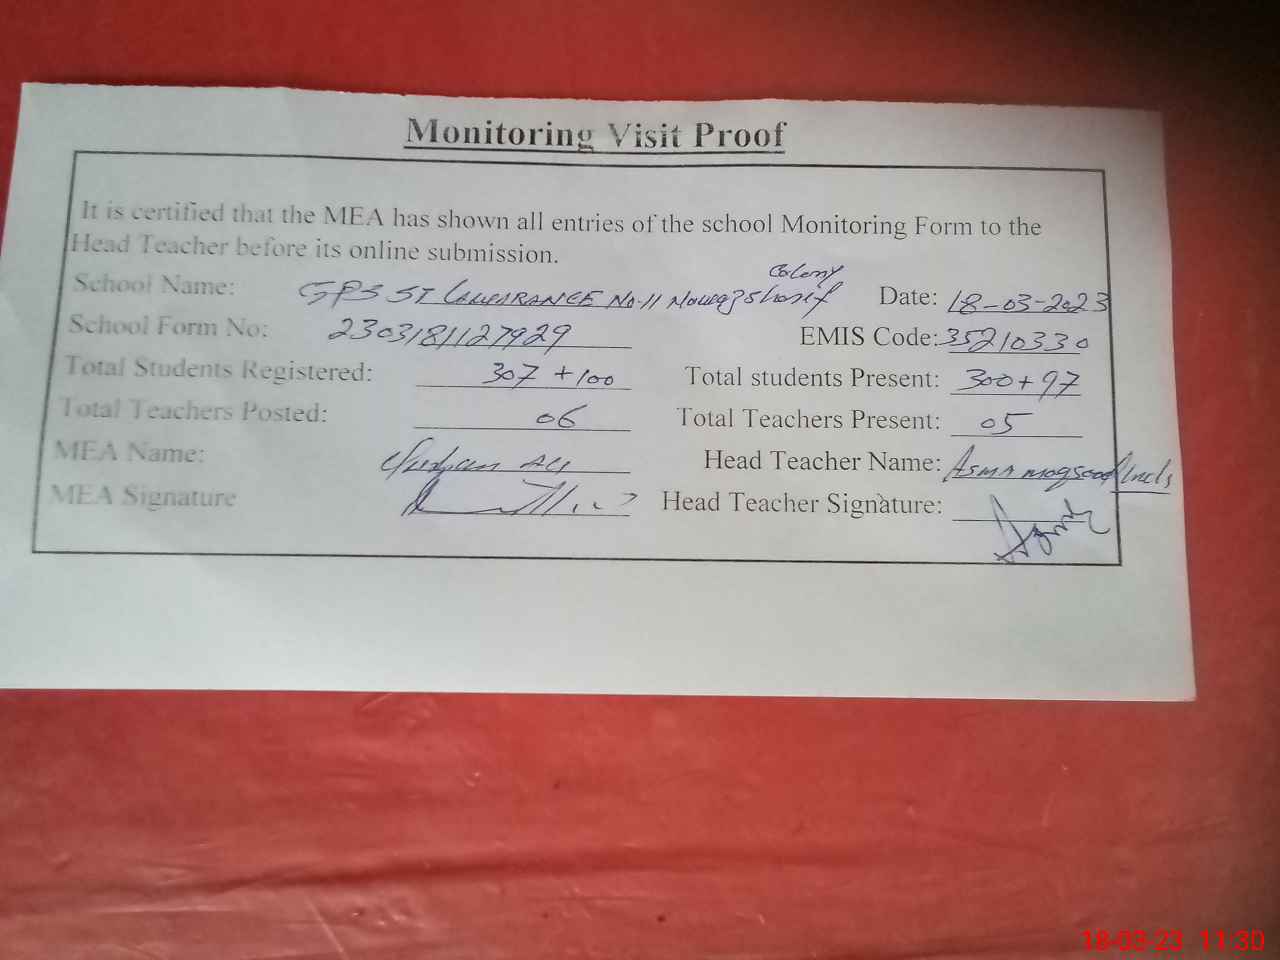 Monitoring Visit Proof
It is certified that the MEA has shown all entries of the school Monitoring Form to the
Head Teacher before its online submission.
Colony
School Name: GPS ST No-11 Sharif Date: 18-03-2023
School Form No: 2303181127929 EMIS Code: 35210330
Total Students Registered: 307 + 100 Total students Present: 300 + 97
Total Teachers Posted: 06 Total Teachers Present: 05
MEA Name: Head Teacher Name: Asma Maqsood
MEA Signature Head Teacher Signature:
18-03-23 11:30